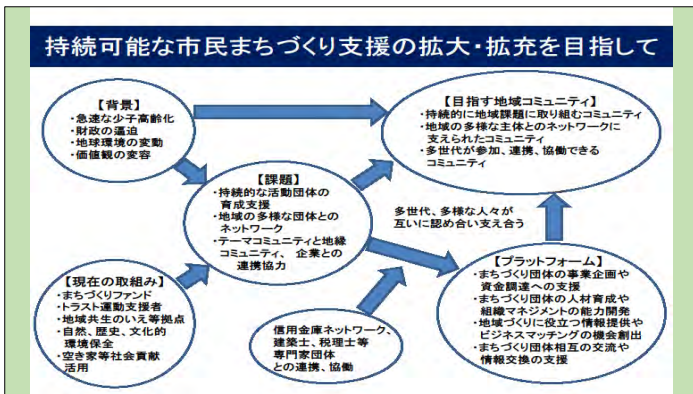 持続可能な市民まちづくり支援の拡大・拡充を目指して
【背景】
・急速な少子高齢化
・財政の逼迫
・地球環境の変動
・価値観の変容
【目指す地域コミュニティ】
・持続的に地域課題に取り組むコミュニティ
・地域の多様な主体とのネットワークに
支えられたコミュニティ
・多世代が参加、連携、協働できる
コミュニティ
【課題】
・持続的な活動団体の
育成支援
・地域の多様な団体との
ネットワーク
・テーマコミュニティと地縁
コミュニティ、企業との
連携協力
多世代、多様な人々が
互いに認め合い支え合う
【現在の取組み】
・まちづくりファンド
・トラスト運動支援者
・地域共生のいえ等拠点
・自然、歴史、文化的
環境保全
・空き家等社会貢献
活用
信用金庫ネットワーク、
建築士、税理士等
専門家団体
との連携、協働
【プラットフォーム】
・まちづくり団体の事業企画や
資金調達への支援
・まちづくり団体の人材育成や
組織マネジメントの能力開発
・地域づくりに役立つ情報提供や
ビジネスマッチングの機会創出
・まちづくり団体相互の交流や
情報交換の支援